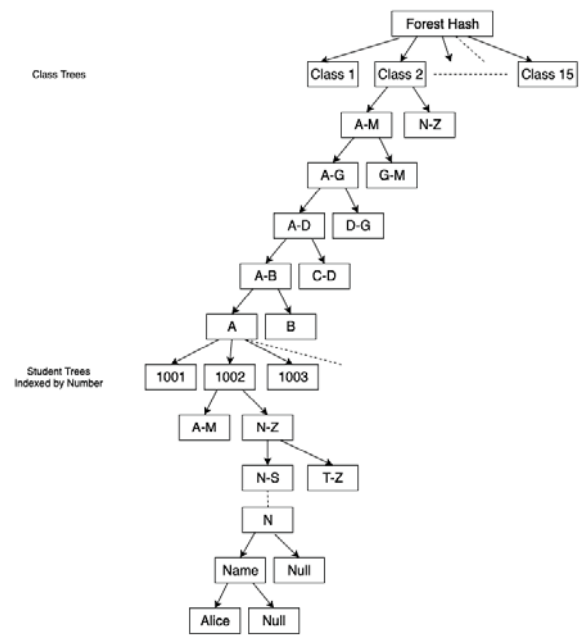 Forest Hash
Class Trees
Class 1 Class 2 Class 15
A-M N-Z
A-G G-M
A-D D-G
A-B C-D
A B
Student Trees
Indexed by Number
1001 1002 1003
A-M N-Z
N-S T-Z
N
Name Null
Alice Null